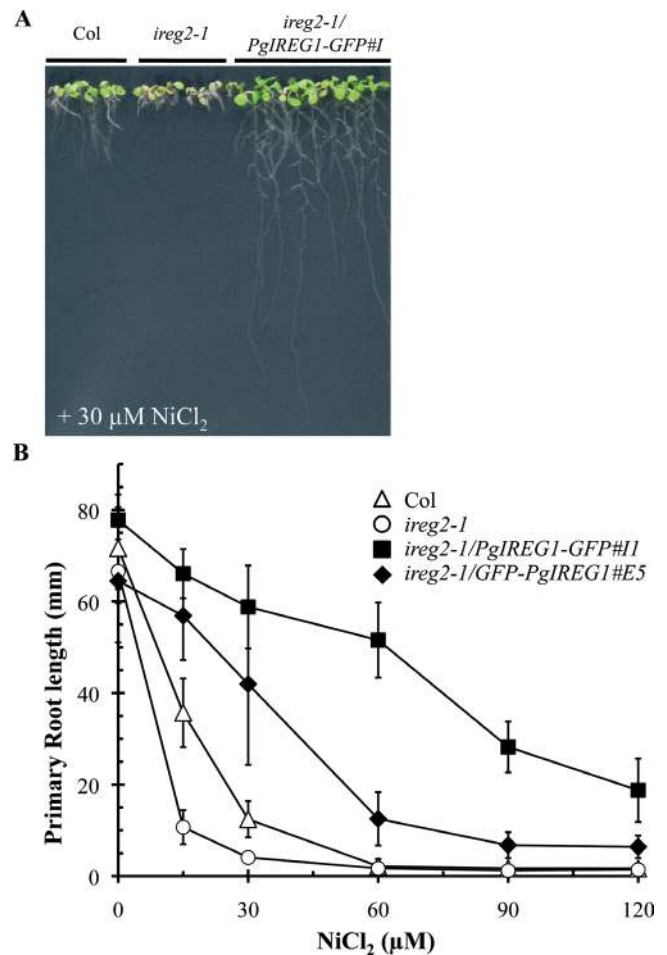 A
Col
ireg2-1
ireg2-1/
PgIREG1-GFP#I
+ 30 µM NiCl₂
B
Col
ireg2-1
ireg2-1/PgIREG1-GFP#I1
ireg2-1/GFP-PgIREG1#E5
Primary Root length (mm)
80
60
40
20
0
0
30
60
90
120
NiCl₂ (µM)